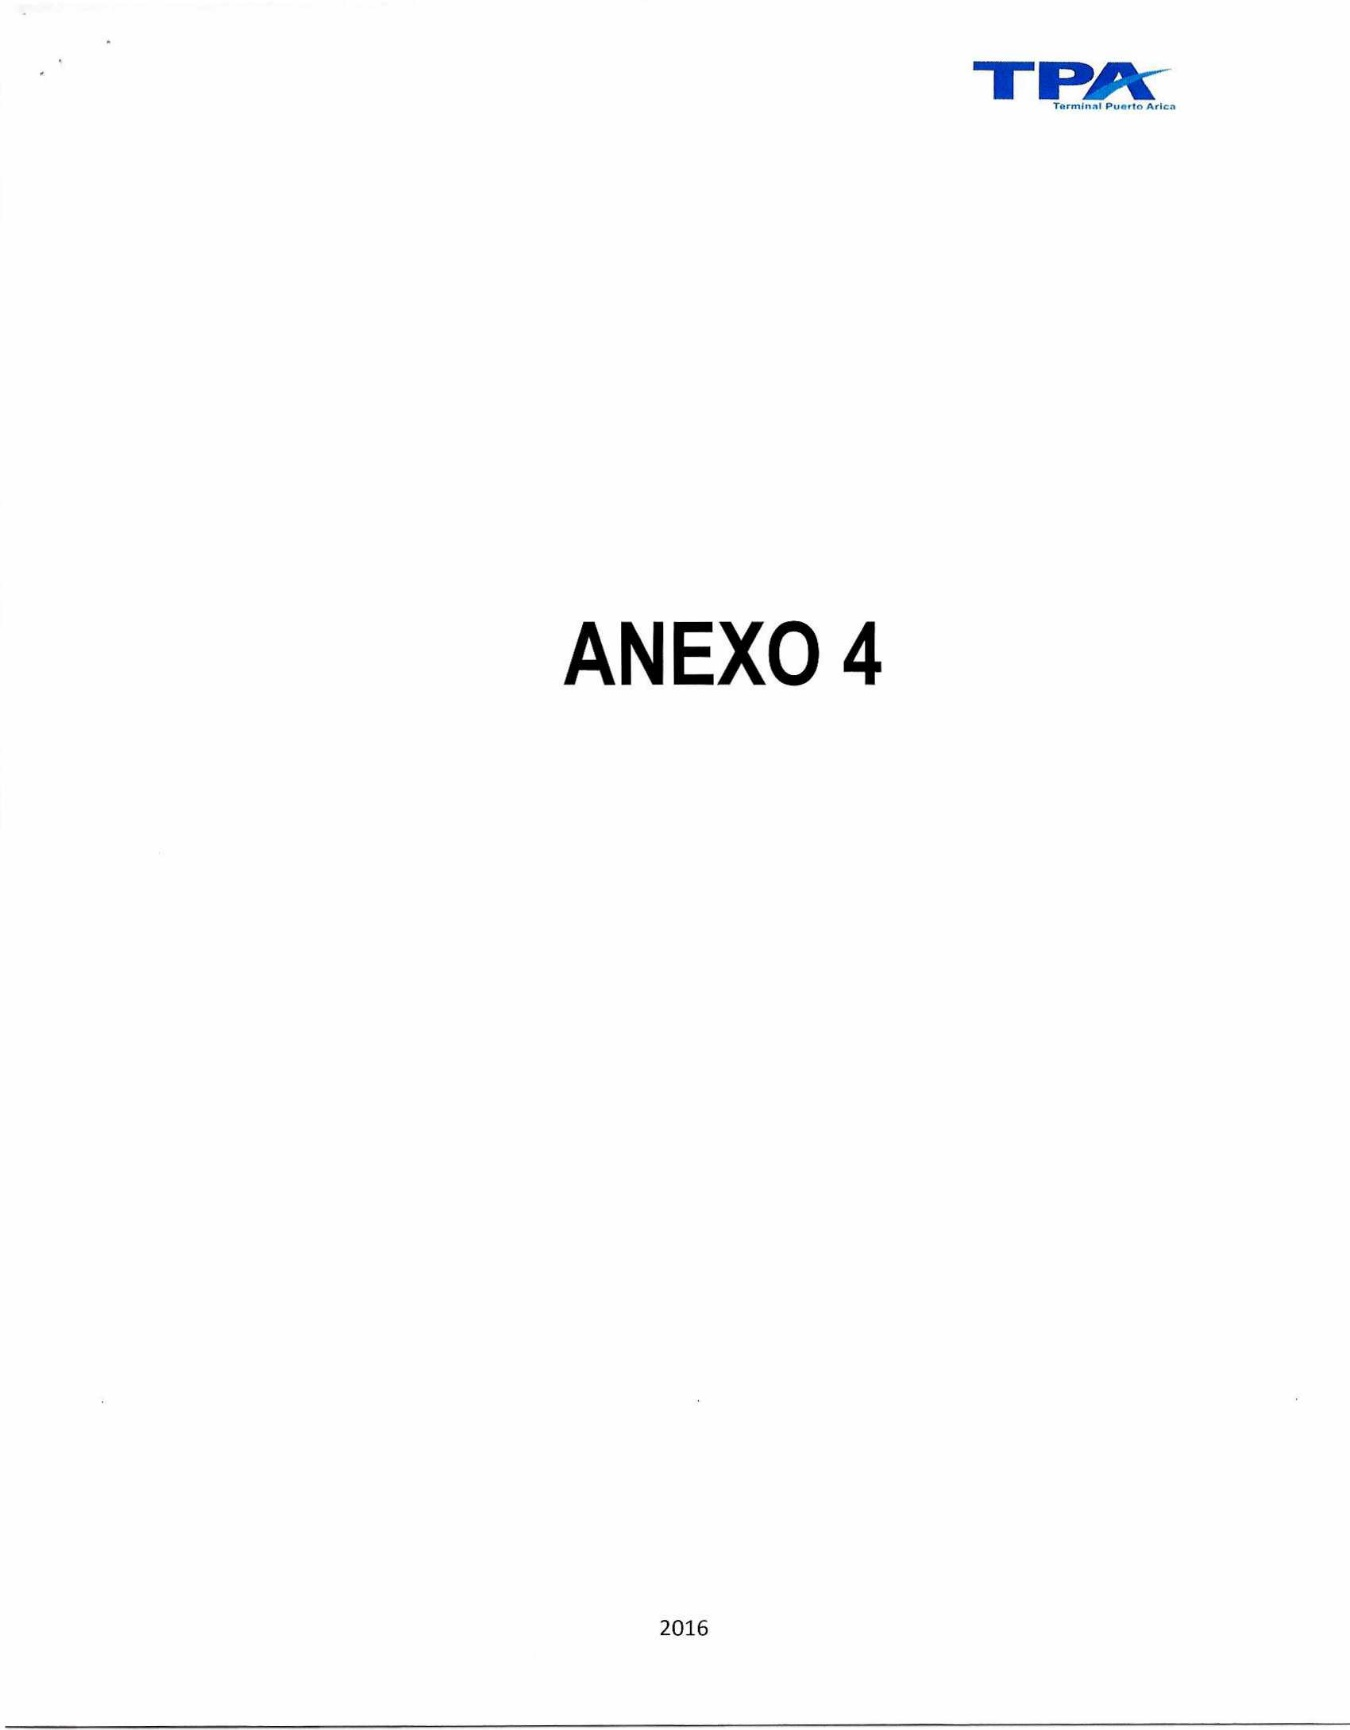 TPA
Terminal Puerto Arica
ANEXO 4
2016